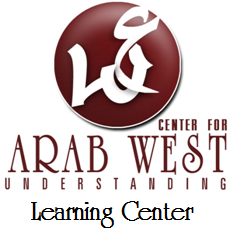 CENTER FOR
ARAB WEST
UNDERSTANDING
Learning Center